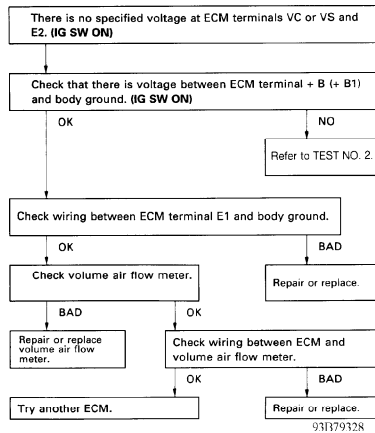 There is no specified voltage at ECM terminals VC or VS and
E2. (IG SW ON)
Check that there is voltage between ECM terminal + B (+ B1)
and body ground. (IG SW ON)
OK
NO
Refer to TEST NO. 2.
Check wiring between ECM terminal E1 and body ground.
OK
BAD
Check volume air flow meter.
Repair or replace.
BAD
OK
Repair or replace
volume air flow
meter.
Check wiring between ECM and
volume air flow meter.
OK
BAD
Try another ECM.
Repair or replace.
93B79328